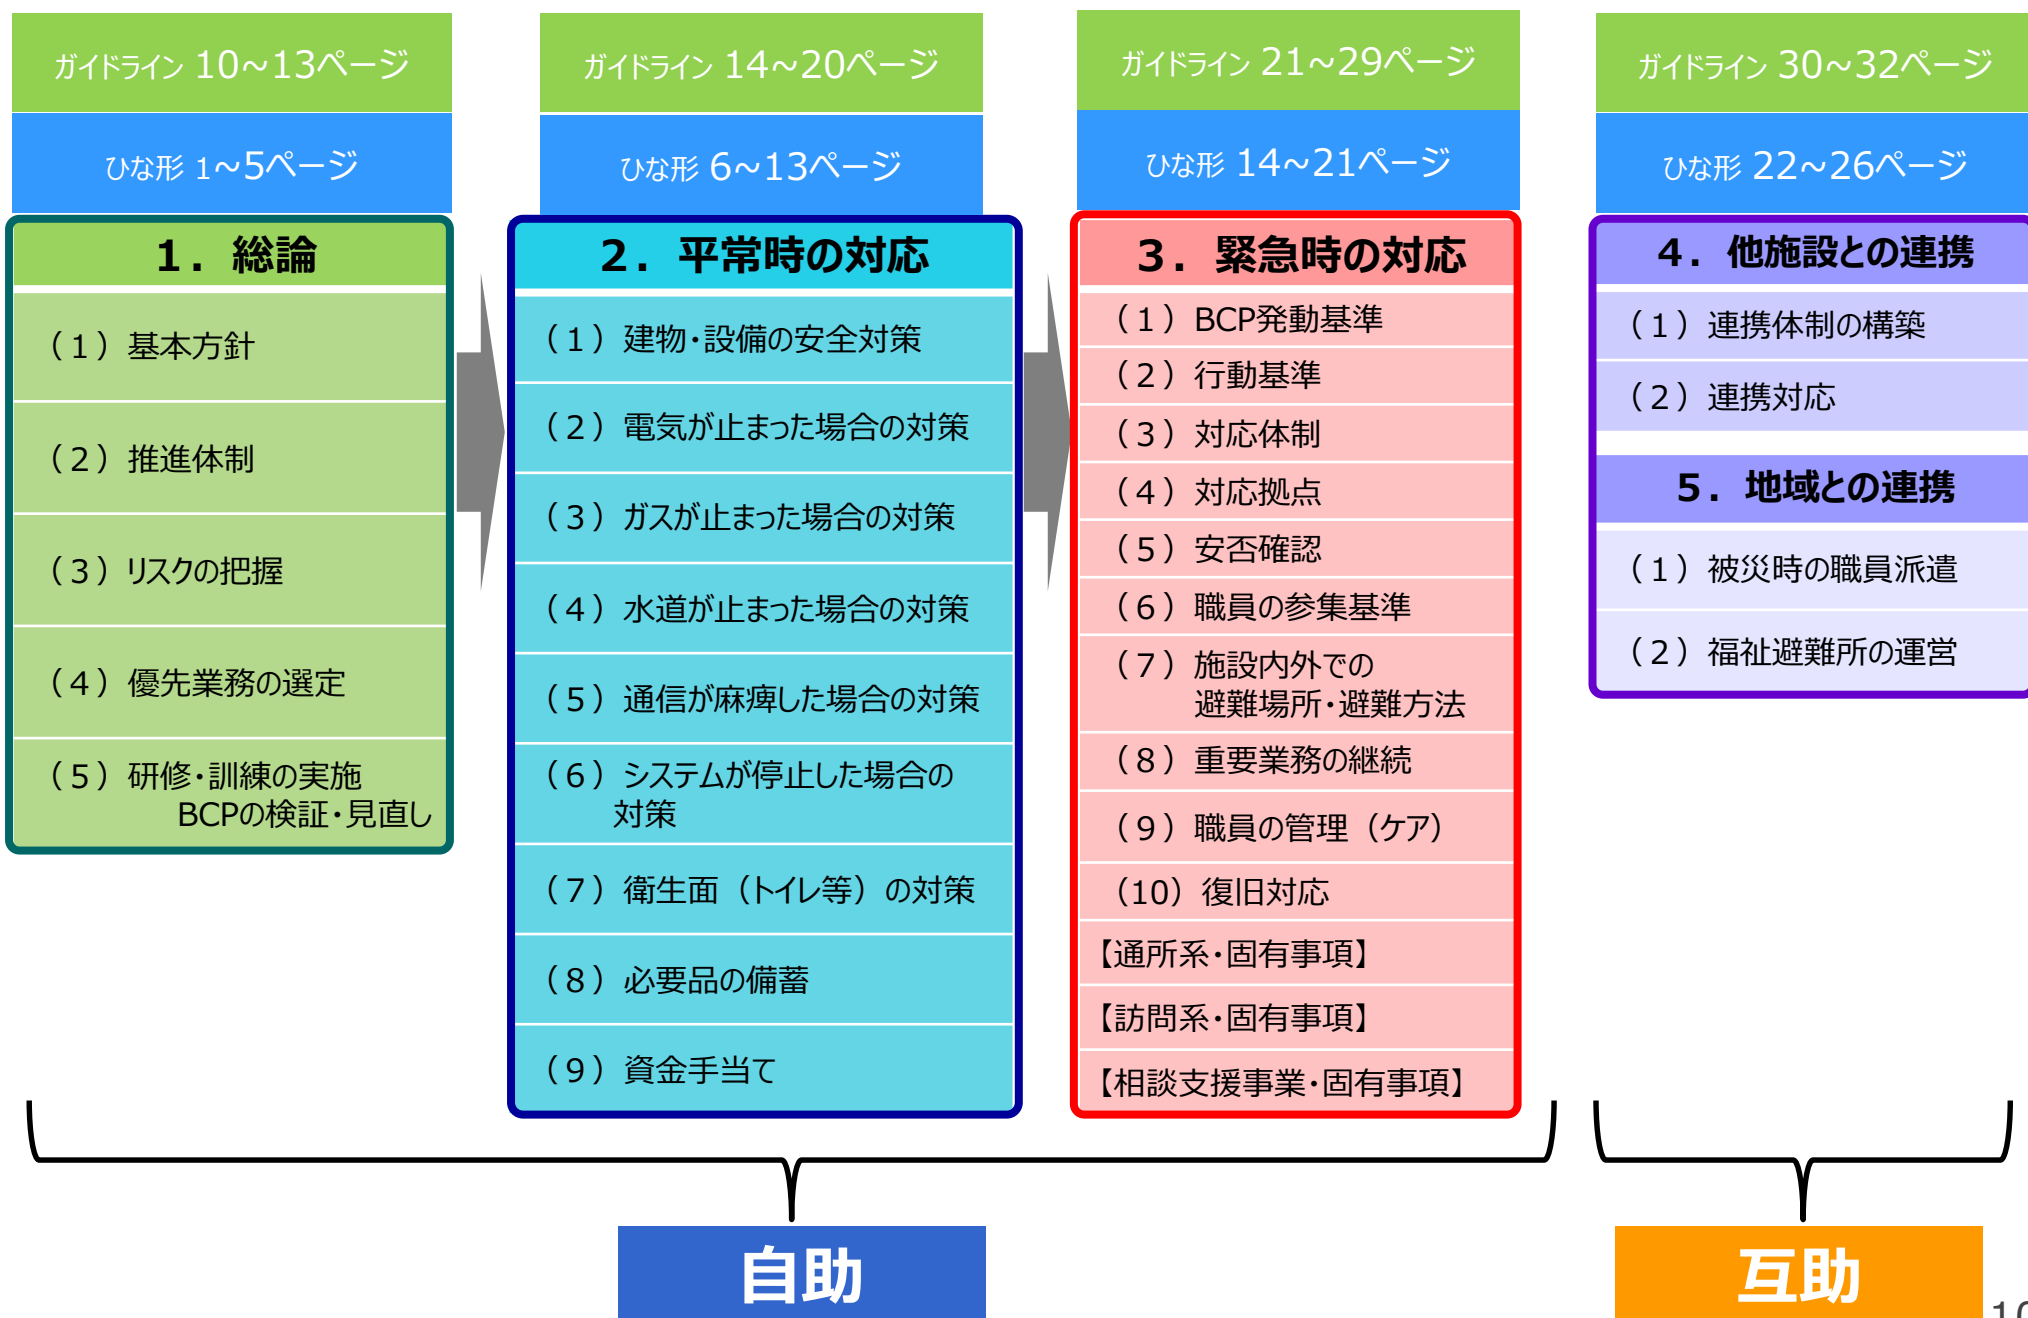 ガイドライン 10~13ページ
ひな形 1~5ページ
1．総論
（1）基本方針
（2）推進体制
（3）リスクの把握
（4）優先業務の選定
（5）研修・訓練の実施
BCPの検証・見直し
ガイドライン 14~20ページ
ひな形 6~13ページ
2．平常時の対応
（1）建物・設備の安全対策
（2）電気が止まった場合の対策
（3）ガスが止まった場合の対策
（4）水道が止まった場合の対策
（5）通信が麻痺した場合の対策
（6）システムが停止した場合の
対策
（7）衛生面（トイレ等）の対策
（8）必要品の備蓄
（9）資金手当て
ガイドライン 21~29ページ
ひな形 14~21ページ
3．緊急時の対応
（1）BCP発動基準
（2）行動基準
（3）対応体制
（4）対応拠点
（5）安否確認
（6）職員の参集基準
（7）施設内外での
避難場所・避難方法
（8）重要業務の継続
（9）職員の管理（ケア）
（10）復旧対応
【通所系・固有事項】
【訪問系・固有事項】
【相談支援事業・固有事項】
ガイドライン 30~32ページ
ひな形 22~26ページ
4．他施設との連携
（1）連携体制の構築
（2）連携対応
5．地域との連携
（1）被災時の職員派遣
（2）福祉避難所の運営
自助
互助